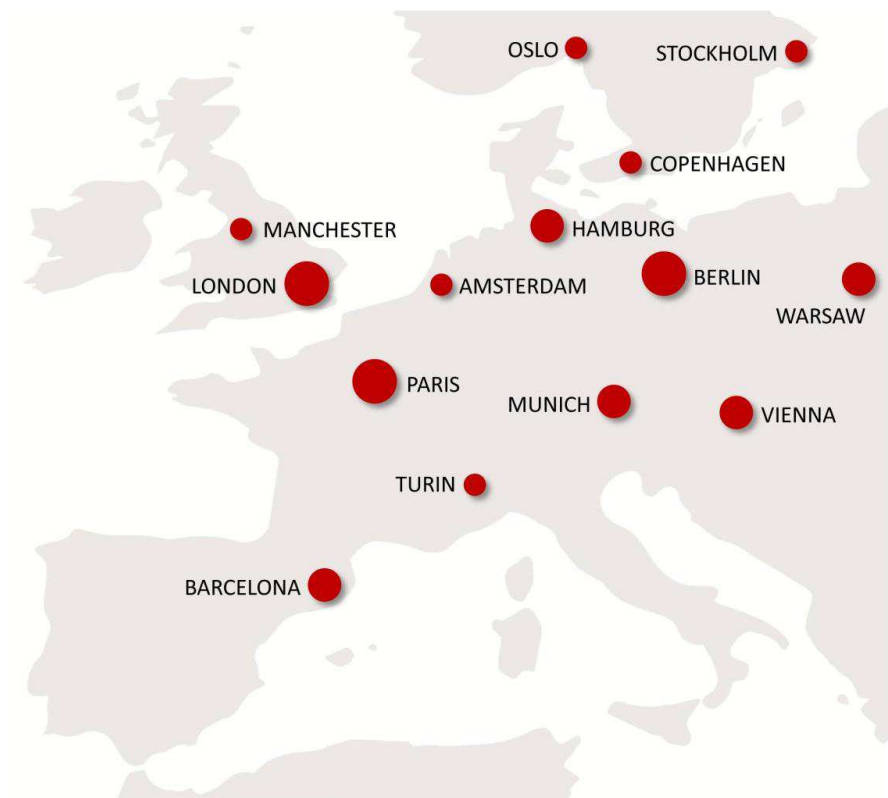 OSLO
STOCKHOLM
COPENHAGEN
MANCHESTER
HAMBURG
LONDON
AMSTERDAM
BERLIN
WARSAW
PARIS
MUNICH
VIENNA
TURIN
BARCELONA